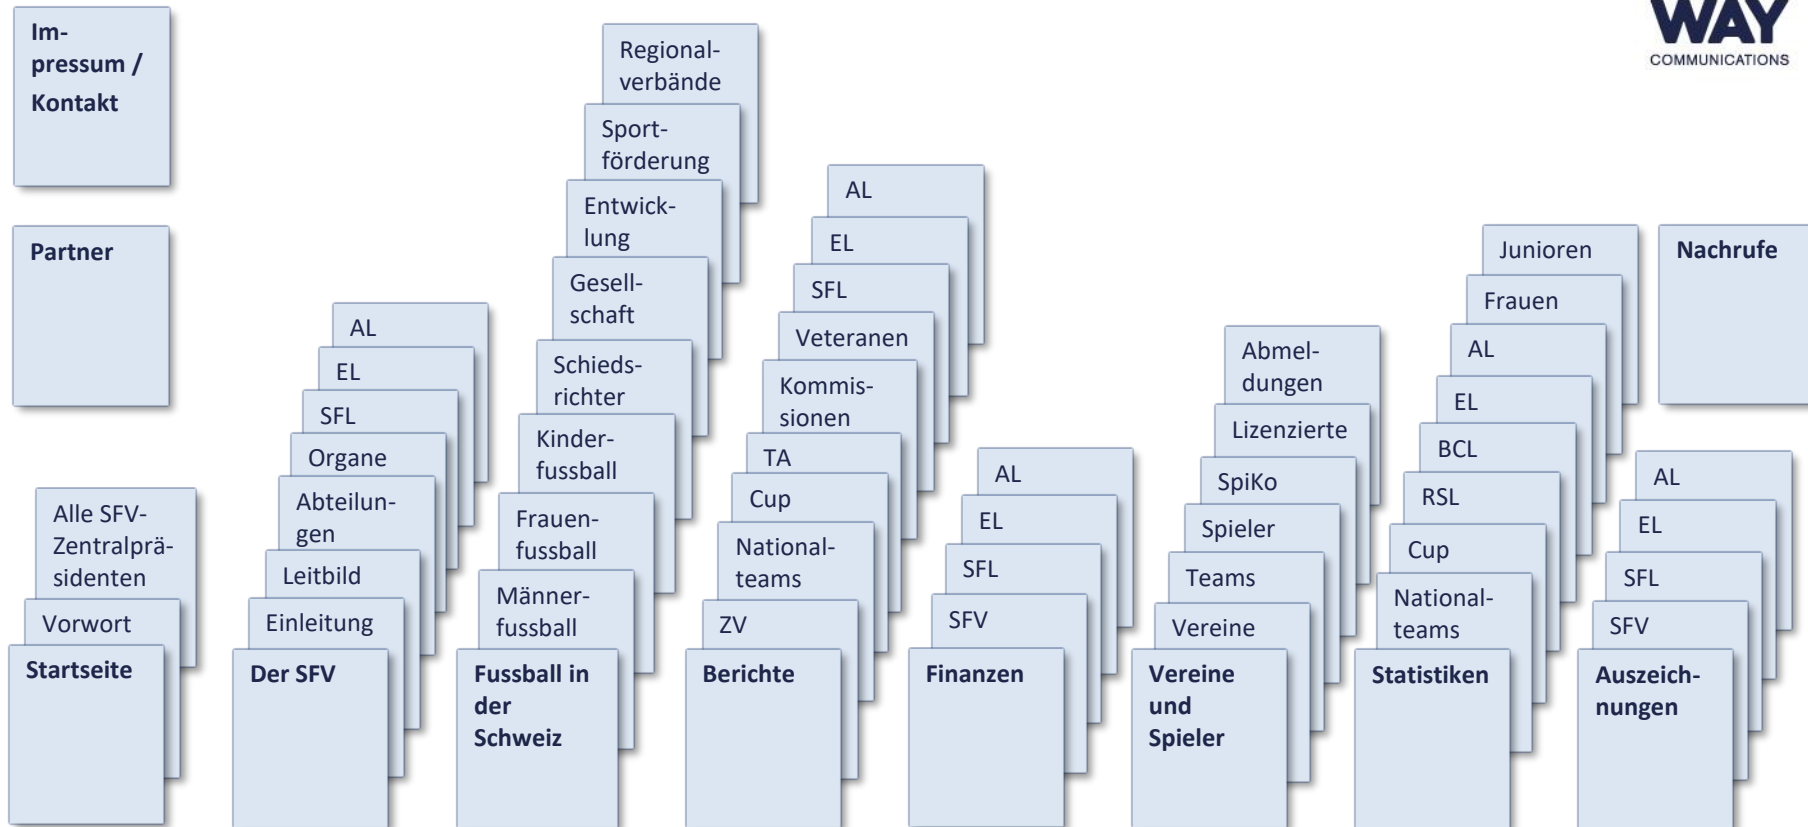 Im-
pressum /
Kontakt
WAY
COMMUNICATIONS
Partner
Alle SFV-
Zentralprä-
sidenten
Vorwort
Startseite
AL
EL
SFL
Organe
Abteilun-
gen
Leitbild
Einleitung
Der SFV
Regional-
verbände
Sport-
förderung
Entwick-
lung
Gesell-
schaft
Schieds-
richter
Kinder-
fussball
Frauen-
fussball
Männer-
fussball
Fussball in
der
Schweiz
AL
EL
SFL
Veteranen
Kommis-
sionen
TA
Cup
National-
teams
ZV
Berichte
AL
EL
SFL
SFV
Finanzen
Abmel-
dungen
Lizenzierte
SpiKo
Spieler
Teams
Vereine
Vereine
und
Spieler
Junioren
Frauen
AL
EL
BCL
RSL
Cup
National-
teams
Statistiken
Nachrufe
AL
EL
SFL
SFV
Auszeich-
nungen